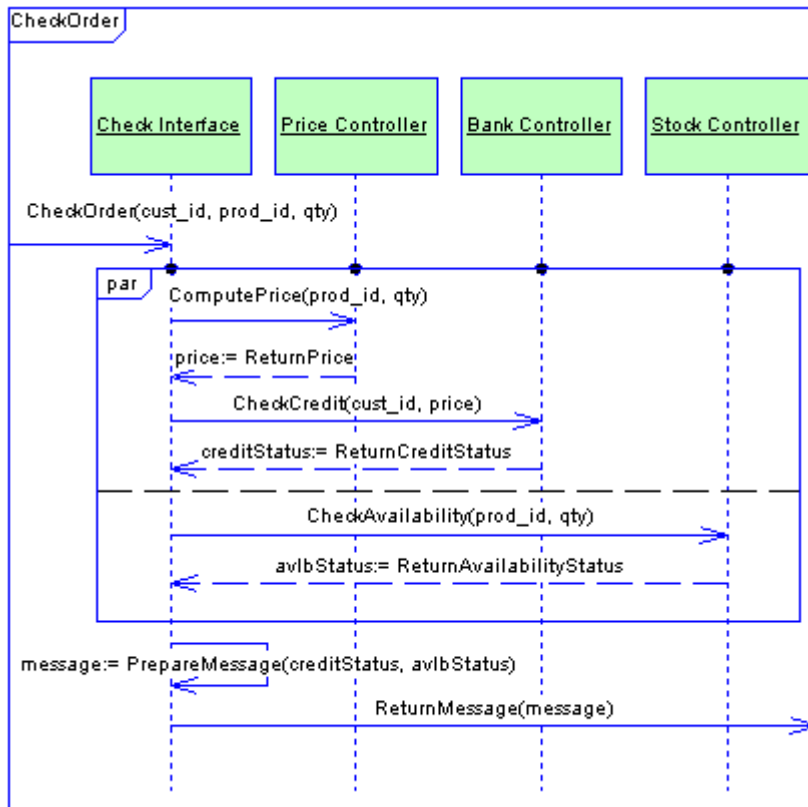 CheckOrder
Check Interface
Price Controller
Bank Controller
Stock Controller
CheckOrder(cust_id, prod_id, qty)
par
ComputePrice(prod_id, qty)
price:= ReturnPrice
CheckCredit(cust_id, price)
creditStatus:= ReturnCreditStatus
CheckAvailability(prod_id, qty)
avlbStatus:= ReturnAvailabilityStatus
message:= PrepareMessage(creditStatus, avlbStatus)
ReturnMessage(message)